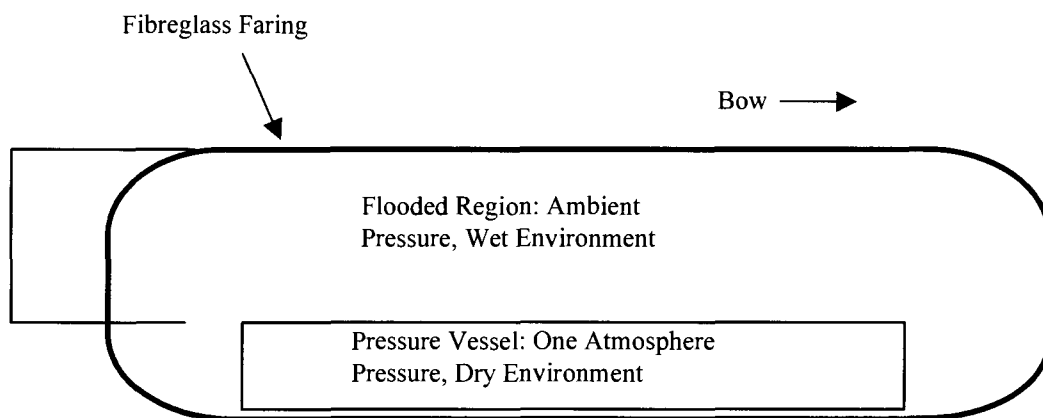 Fibreglass Faring
Bow
Flooded Region: Ambient
Pressure, Wet Environment
Pressure Vessel: One Atmosphere
Pressure, Dry Environment